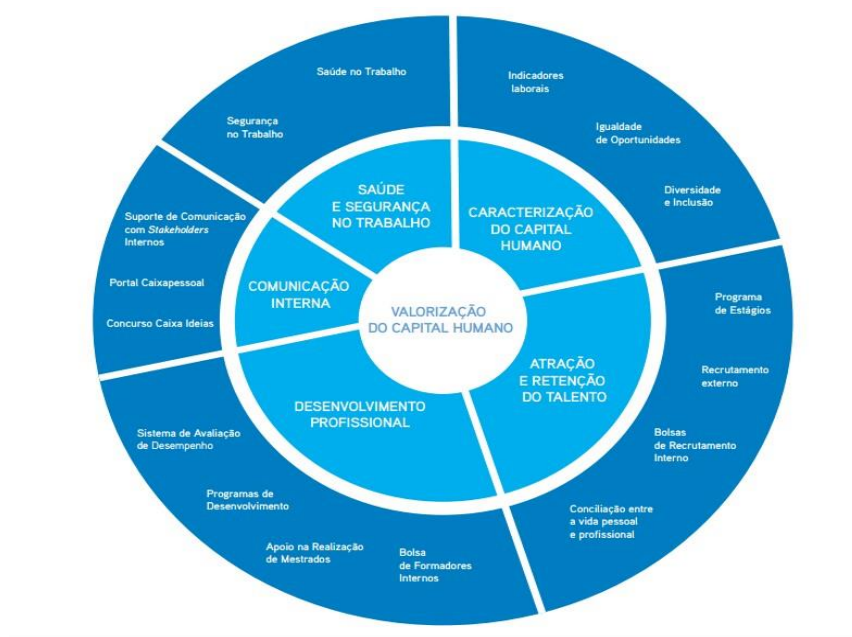 Saúde no Trabalho
Segurança
no Trabalho
Indicadores
laborais
Igualdade
de Oportunidades
Diversidade
e Inclusão
SAÚDE
E SEGURANÇA
NO TRABALHO
CARACTERIZAÇÃO
DO CAPITAL
HUMANO
Suporte de Comunicação
com Stakeholders
Internos
Portal Caixapessoal
Concurso Caixa Ideias
COMUNICAÇÃO
INTERNA
VALORIZAÇÃO
DO CAPITAL HUMANO
ATRAÇÃO
E RETENÇÃO
DO TALENTO
Programa
de Estágios
Recrutamento
externo
Bolsas
de Recrutamento
Interno
Conciliação entre
a vida pessoal
e profissional
DESENVOLVIMENTO
PROFISSIONAL
Sistema de Avaliação
de Desempenho
Programas de
Desenvolvimento
Apoio na Realização
de Mestrados
Bolsa
de Formadores
Internos